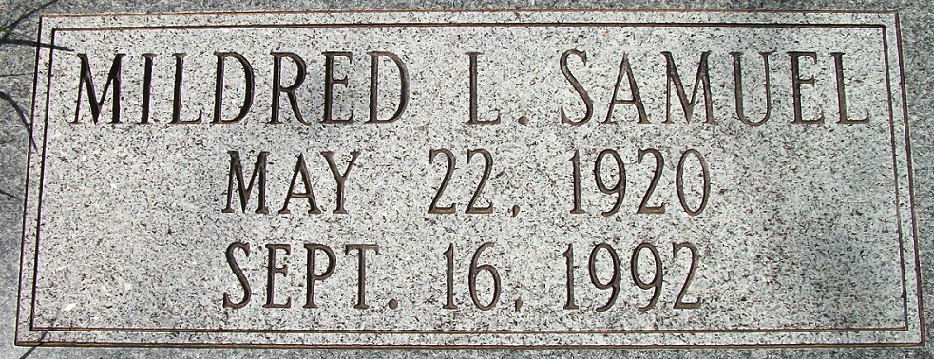 MILDRED L. SAMUEL
MAY 22, 1920
SEPT. 16, 1992